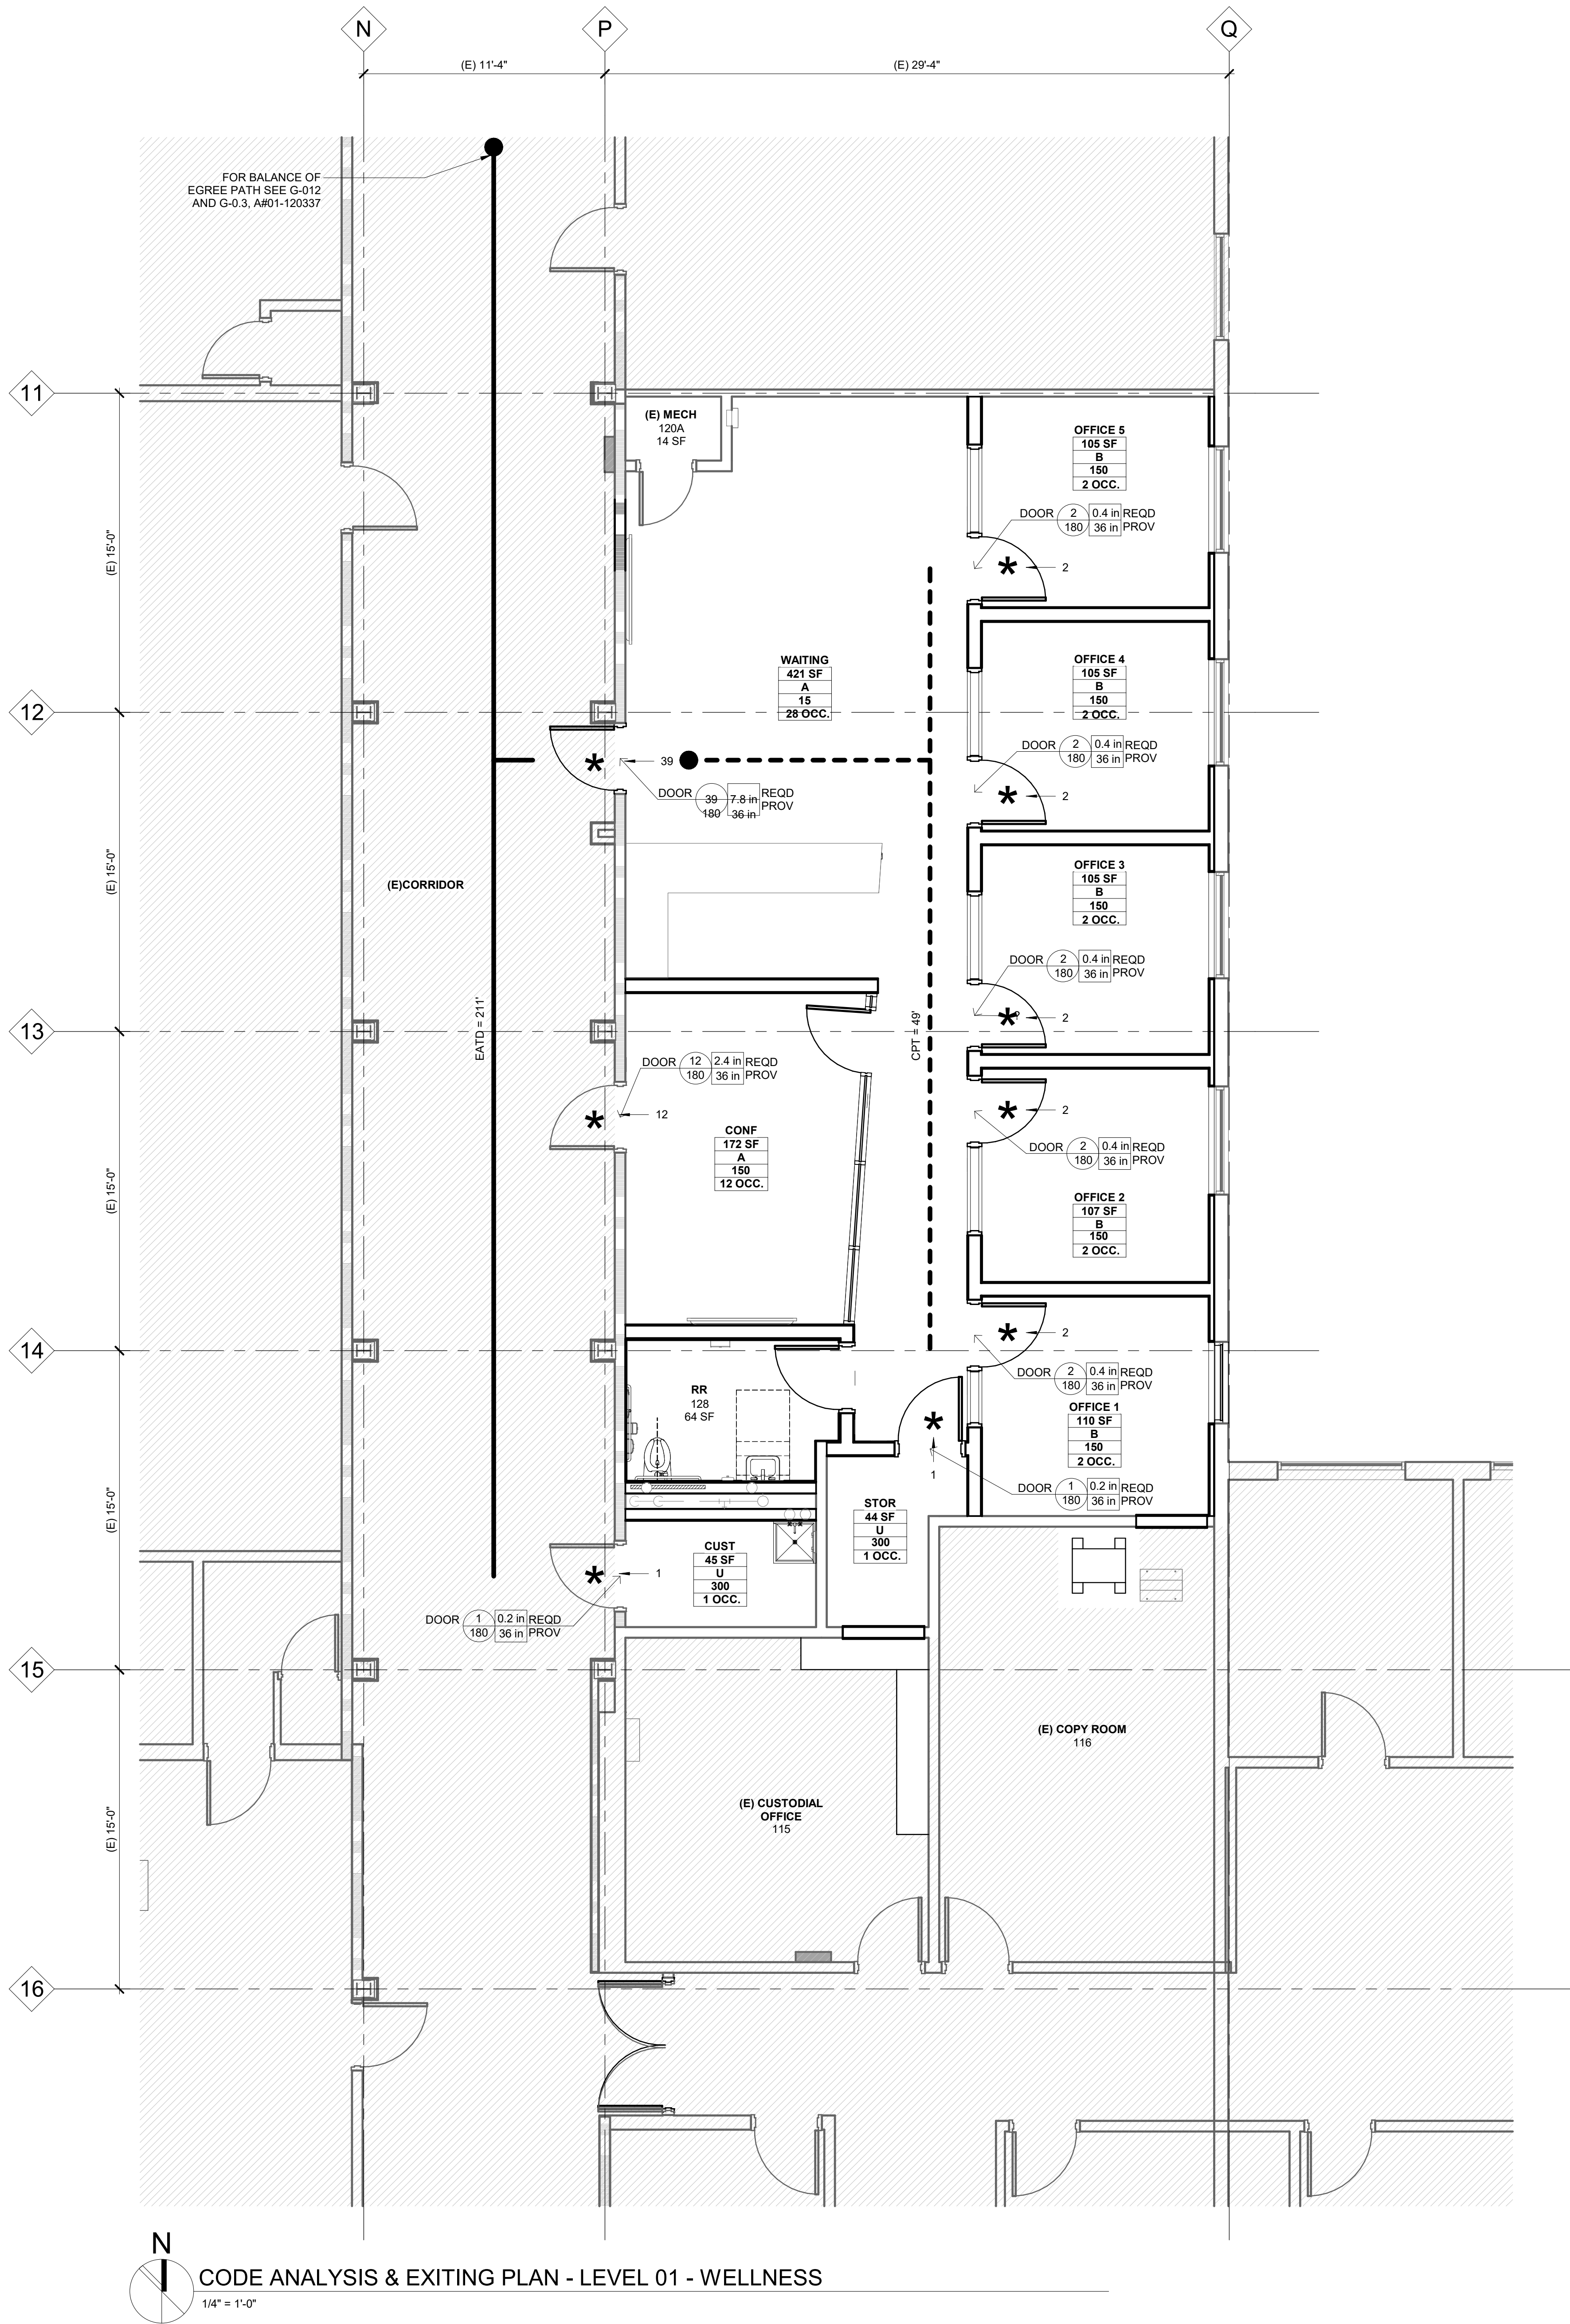 N
P
Q
(E) 11'-4"
(E) 29'-4"
FOR BALANCE OF
EGREE PATH SEE G-012
AND G-0.3, A#01-120337
11
(E) MECH
120A
14 SF
OFFICE 5
105 SF
B
150
2 OCC.
DOOR
2
180
0.4 in
36 in
REQD
PROV
2
(E) 15'-0"
WAITING
421 SF
A
15
28 OCC.
OFFICE 4
105 SF
B
150
2 OCC.
12
DOOR
2
180
0.4 in
36 in
REQD
PROV
2
39
DOOR
39
180
7.8 in
36 in
REQD
PROV
(E) 15'-0"
(E)CORRIDOR
OFFICE 3
105 SF
B
150
2 OCC.
DOOR
2
180
0.4 in
36 in
REQD
PROV
2
EATD = 211'
CPT = 49'
13
DOOR
12
180
2.4 in
36 in
REQD
PROV
12
2
CONF
172 SF
A
150
12 OCC.
DOOR
2
180
0.4 in
36 in
REQD
PROV
(E) 15'-0"
OFFICE 2
107 SF
B
150
2 OCC.
14
2
DOOR
2
180
0.4 in
36 in
REQD
PROV
RR
128
64 SF
OFFICE 1
110 SF
B
150
2 OCC.
1
DOOR
1
180
0.2 in
36 in
REQD
PROV
(E) 15'-0"
STOR
44 SF
U
300
1 OCC.
CUST
45 SF
U
300
1 OCC.
1
DOOR
1
180
0.2 in
36 in
REQD
PROV
15
(E) COPY ROOM
116
(E) CUSTODIAL
OFFICE
115
(E) 15'-0"
16
N
CODE ANALYSIS & EXITING PLAN - LEVEL 01 - WELLNESS
1/4" = 1'-0"